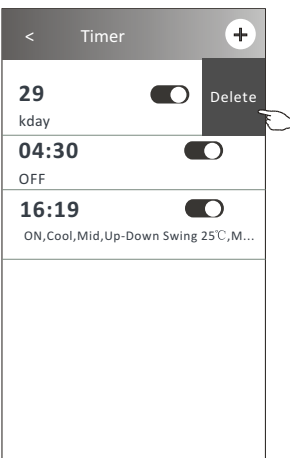 < Timer +
29
kday
Delete
04:30
OFF
16:19
ON,Cool,Mid,Up-Down Swing 25℃,M...